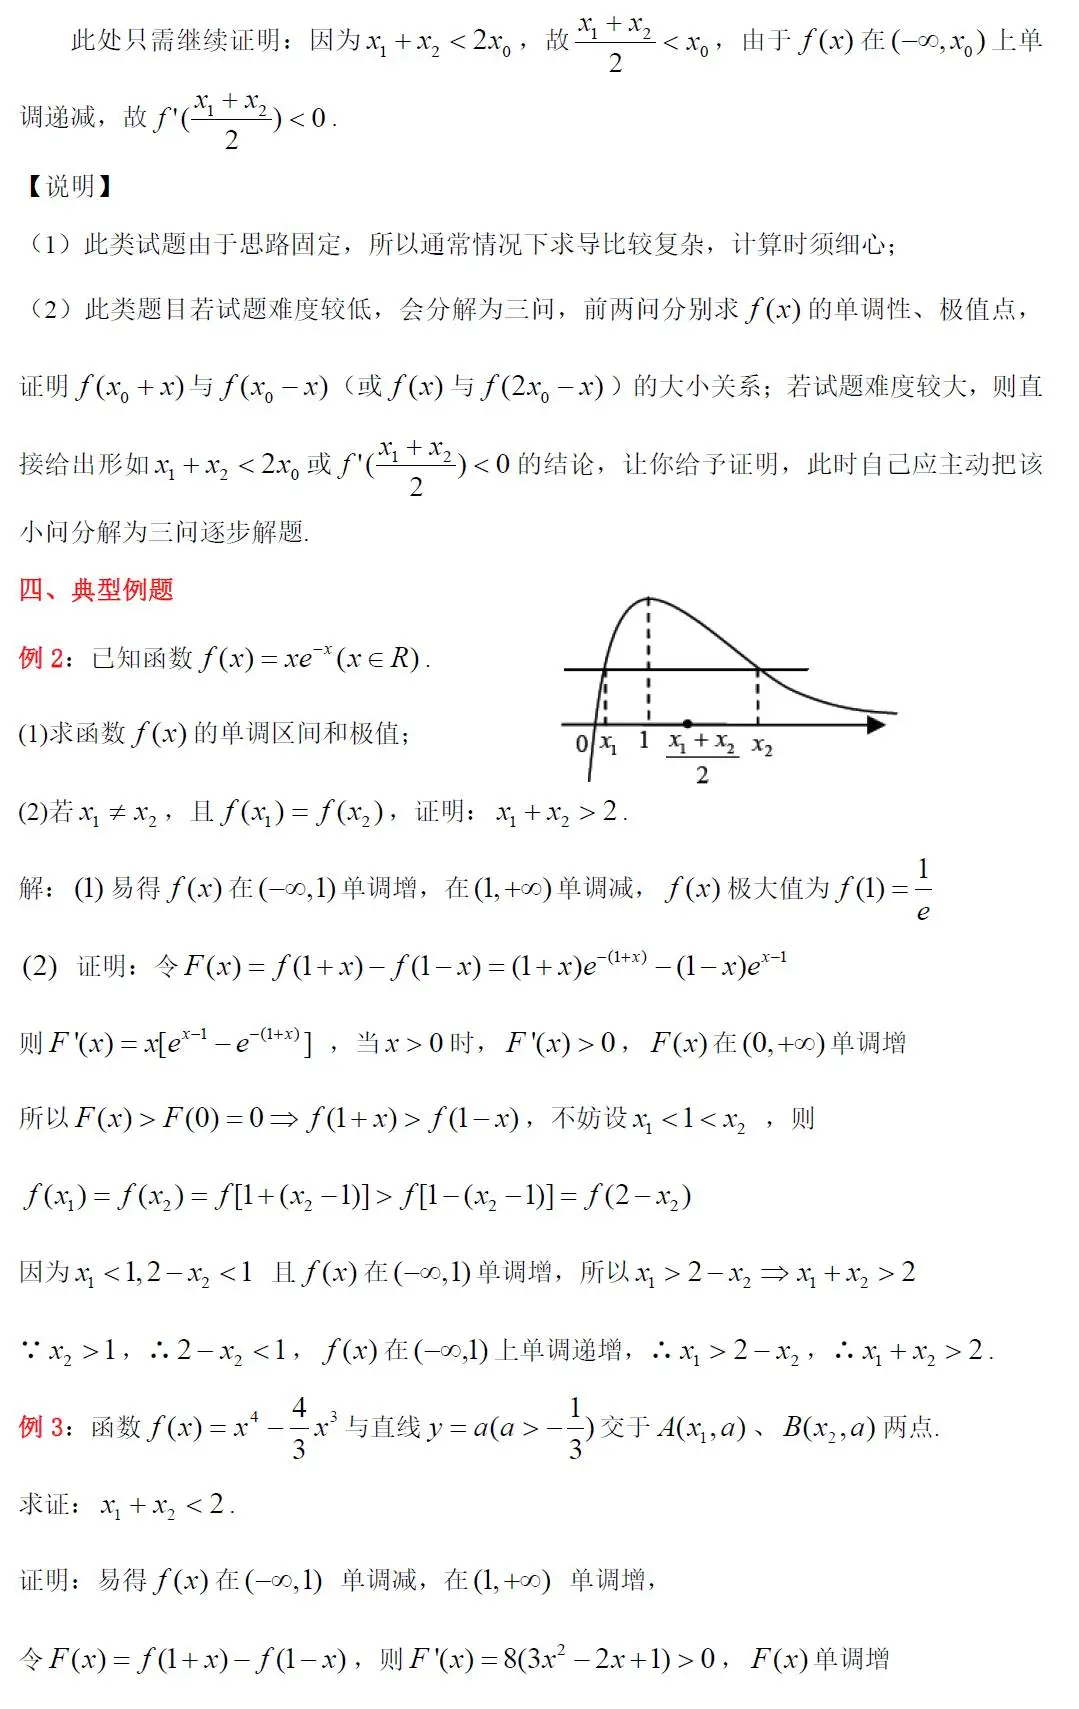 此处只需继续证明：因为 $x_1+x_2<2x_0$，故 $\frac{x_1+x_2}{2}<x_0$，由于 $f(x)$ 在 $(-\infty,x_0)$ 上单
调递减，故 $f'(\frac{x_1+x_2}{2})<0$.
【说明】
（1）此类试题由于思路固定，所以通常情况下求导比较复杂，计算时须细心；
（2）此类题目若试题难度较低，会分解为三问，前两问分别求 $f(x)$ 的单调性、极值点，
证明 $f(x_0+x)$ 与 $f(x_0-x)$（或 $f(x)$ 与 $f(2x_0-x)$）的大小关系；若试题难度较大，则直
接给出形如 $x_1+x_2<2x_0$ 或 $f'(\frac{x_1+x_2}{2})<0$ 的结论，让你给予证明，此时自己应主动把该
小问分解为三问逐步解题.
四、典型例题
例 2：已知函数 $f(x)=xe^{-x}(x\in R)$.
(1)求函数 $f(x)$ 的单调区间和极值；
0 $x_1$ 1 $\frac{x_1+x_2}{2}$ $x_2$
(2)若 $x_1\neq x_2$，且 $f(x_1)=f(x_2)$，证明：$x_1+x_2>2$.
解：(1) 易得 $f(x)$ 在 $(-\infty,1)$ 单调增，在 $(1,+\infty)$ 单调减，$f(x)$ 极大值为 $f(1)=\frac{1}{e}$
(2) 证明：令 $F(x)=f(1+x)-f(1-x)=(1+x)e^{-(1+x)}-(1-x)e^{x-1}$
则 $F'(x)=x[e^{x-1}-e^{-(1+x)}]$ ，当 $x>0$ 时，$F'(x)>0$，$F(x)$ 在 $(0,+\infty)$ 单调增
所以 $F(x)>F(0)=0\Rightarrow f(1+x)>f(1-x)$，不妨设 $x_1<1<x_2$ ，则
$f(x_1)=f(x_2)=f[1+(x_2-1)]>f[1-(x_2-1)]=f(2-x_2)$
因为 $x_1<1,2-x_2<1$ 且 $f(x)$ 在 $(-\infty,1)$ 单调增，所以 $x_1>2-x_2\Rightarrow x_1+x_2>2$
∵ $x_2>1$，∴ $2-x_2<1$，$f(x)$ 在 $(-\infty,1)$ 上单调递增，∴ $x_1>2-x_2$，∴ $x_1+x_2>2$.
例 3：函数 $f(x)=x^4-\frac{4}{3}x^3$ 与直线 $y=a(a>-\frac{1}{3})$ 交于 $A(x_1,a)$、$B(x_2,a)$ 两点.
求证：$x_1+x_2<2$.
证明：易得 $f(x)$ 在 $(-\infty,1)$ 单调减，在 $(1,+\infty)$ 单调增，
令 $F(x)=f(1+x)-f(1-x)$，则 $F'(x)=8(3x^2-2x+1)>0$，$F(x)$ 单调增